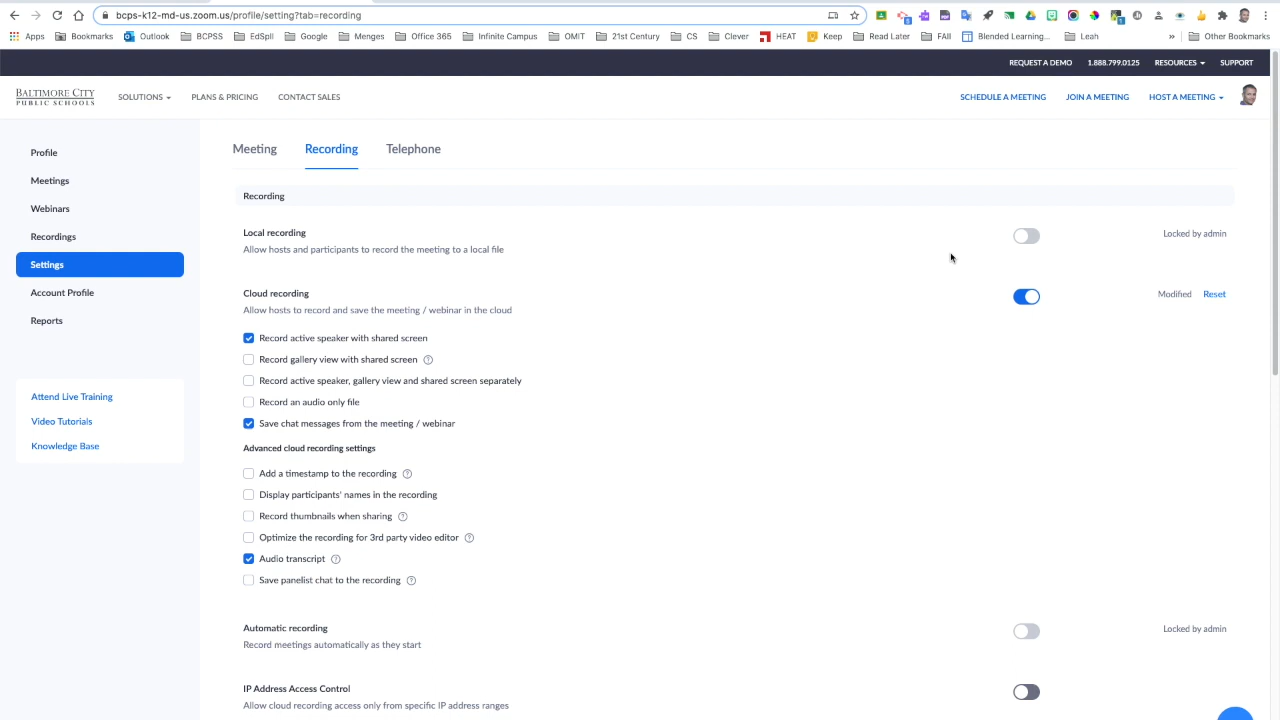 bcps-k12-md-us.zoom.us/profile/setting?tab=recording
Apps Bookmarks Outlook BCPSS EdSpll Google Menges Office 365 Infinite Campus OMIT 21st Century CS Clever HEAT Keep Read Later FAll Blended Learning... Leah » Other Bookmarks
REQUEST A DEMO 1.888.799.0125 RESOURCES SUPPORT
BALTIMORE CITY
PUBLIC SCHOOLS
SOLUTIONS PLANS & PRICING CONTACT SALES SCHEDULE A MEETING JOIN A MEETING HOST A MEETING
Profile
Meetings
Webinars
Recordings
Settings
Account Profile
Reports
Attend Live Training
Video Tutorials
Knowledge Base
Meeting Recording Telephone
Recording
Local recording
Locked by admin
Allow hosts and participants to record the meeting to a local file
Cloud recording
Modified Reset
Allow hosts to record and save the meeting / webinar in the cloud
Record active speaker with shared screen
Record gallery view with shared screen ?
Record active speaker, gallery view and shared screen separately
Record an audio only file
Save chat messages from the meeting / webinar
Advanced cloud recording settings
Add a timestamp to the recording ?
Display participants' names in the recording
Record thumbnails when sharing ?
Optimize the recording for 3rd party video editor ?
Audio transcript ?
Save panelist chat to the recording ?
Automatic recording
Locked by admin
Record meetings automatically as they start
IP Address Access Control
Allow cloud recording access only from specific IP address ranges